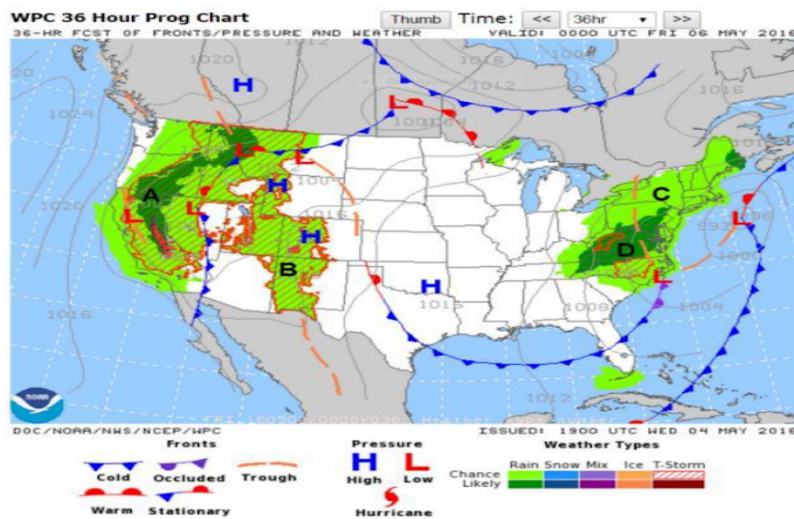 WPC 36 Hour Prog Chart Thumb Time: << 36hr >>
36-HR FCST OF FRONTS/PRESSURE AND WEATHER VALID: 0000 UTC FRI 06 MAY 2016
1012
1020
1020
H
1012
1016
1024
L
L
L
1004
A
H
C
1020
L
L
1016
L
H
D
B
L
H
1016
1008
1004
1016
1012
NOAA
DOC/NOAA/NWS/NCEP/WPC ISSUED: 1900 UTC WED 04 MAY 2016
Fronts Pressure Weather Types
H L Rain Snow Mix Ice T-Storm
Cold Occluded Trough High Low Chance
Likely
Warm Stationary Hurricane